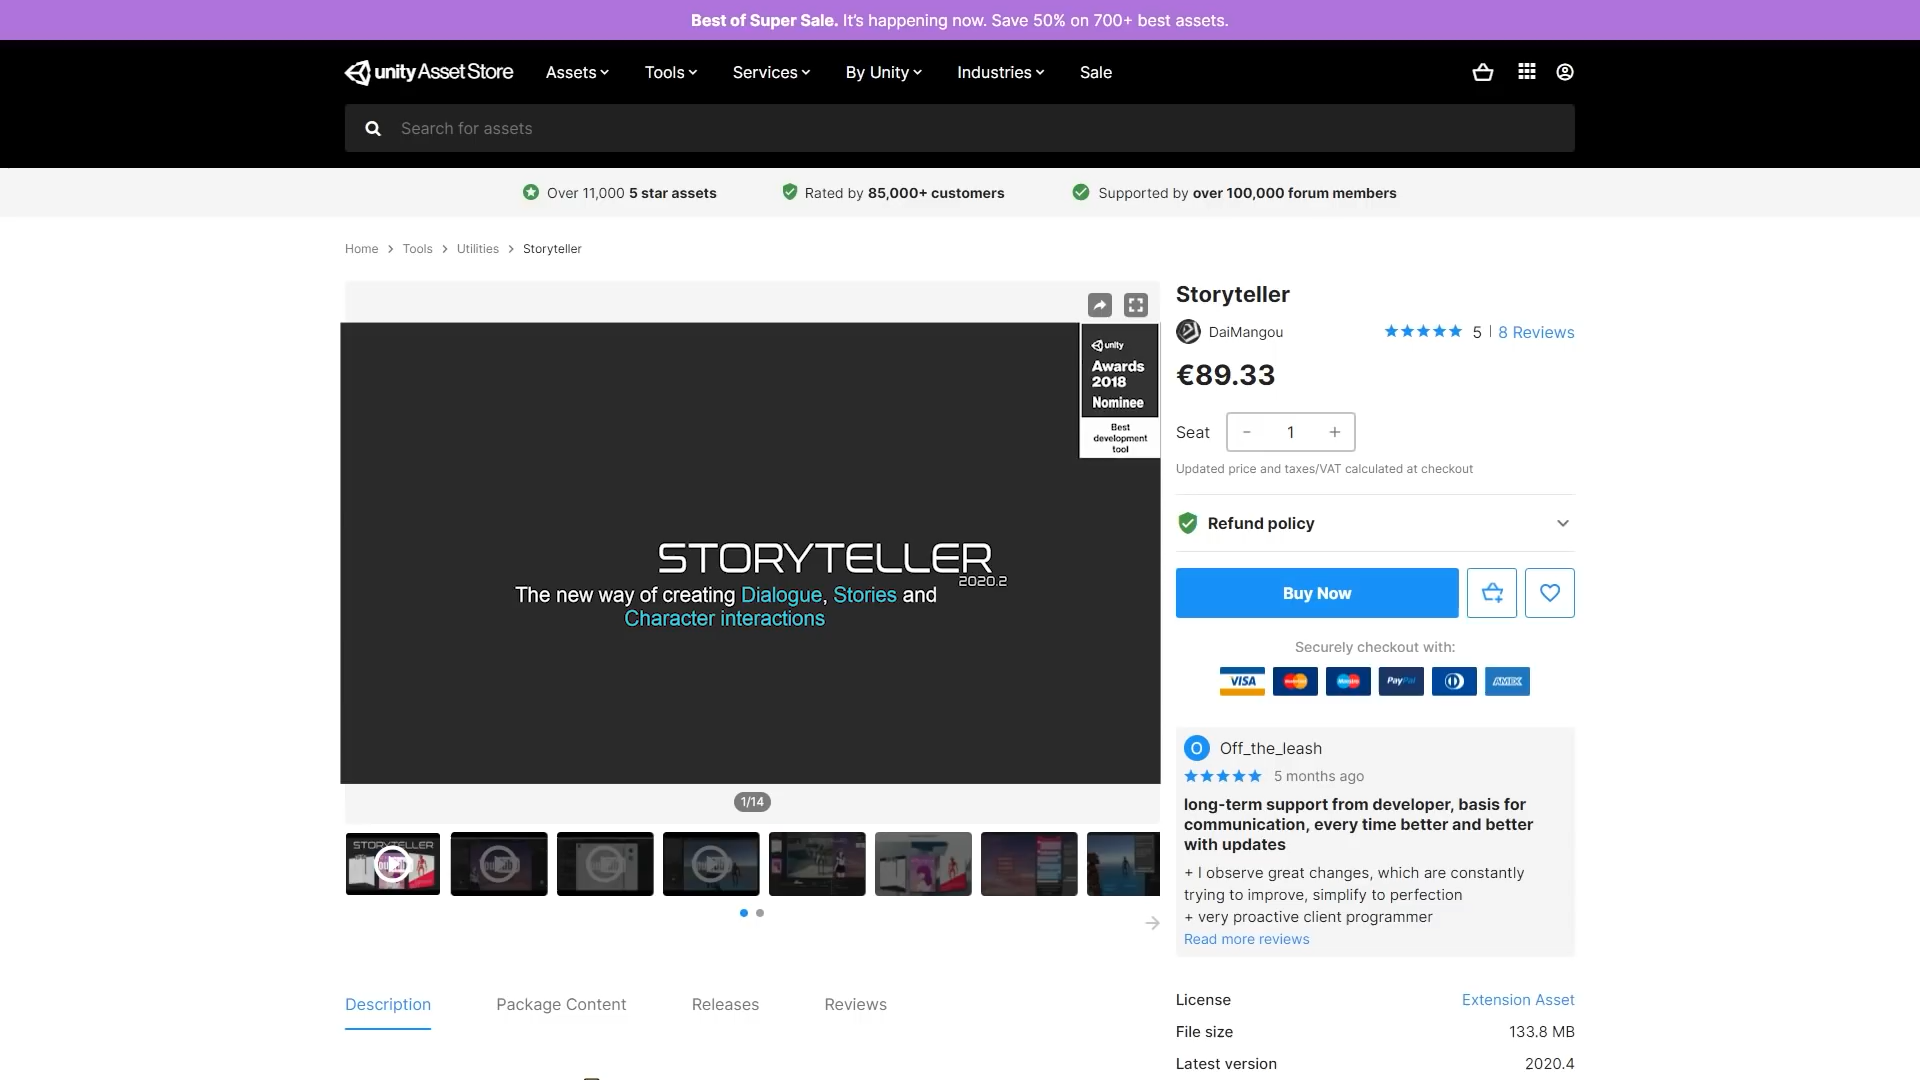 Best of Super Sale. It's happening now. Save 50% on 700+ best assets.
unity Asset Store
Assets
Tools
Services
By Unity
Industries
Sale
Search for assets
Over 11,000 5 star assets
Rated by 85,000+ customers
Supported by over 100,000 forum members
Home
Tools
Utilities
Storyteller
unity
Awards
2018
Nominee
Best
development
tool
STORYTELLER
2020.2
The new way of creating Dialogue, Stories and
Character interactions
1/14
STORYTELLER
Storyteller
DaiMangou
5 | 8 Reviews
€89.33
Seat - 1 +
Updated price and taxes/VAT calculated at checkout
Refund policy
Buy Now
Securely checkout with:
VISA
PayPal
AMEX
O Off_the_leash
5 months ago
long-term support from developer, basis for
communication, every time better and better
with updates
+ I observe great changes, which are constantly
trying to improve, simplify to perfection
+ very proactive client programmer
Read more reviews
Description
Package Content
Releases
Reviews
License Extension Asset
File size 133.8 MB
Latest version 2020.4